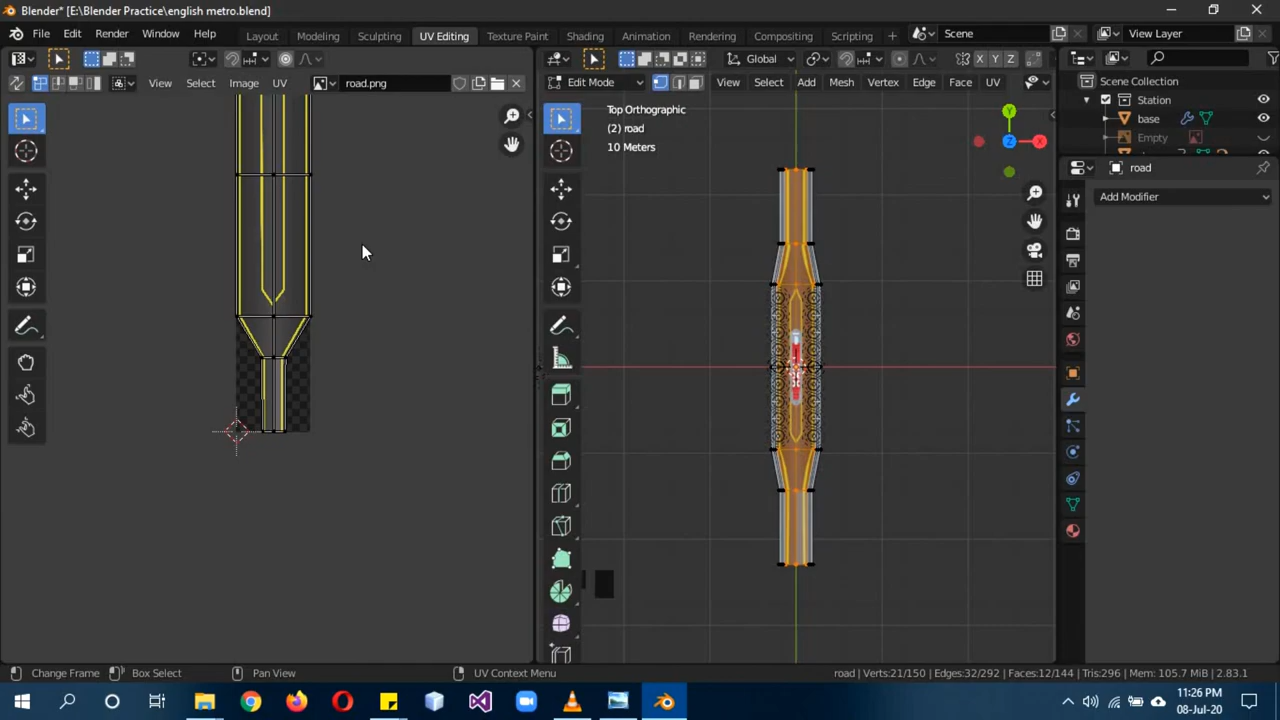 Blender* [E:\Blender Practice\english metro.blend]
File Edit Render Window Help Layout Modeling Sculpting UV Editing Texture Paint Shading Animation Rendering Compositing Scripting + Scene View Layer
Global X Y Z
View Select Image UV road.png Edit Mode View Select Add Mesh Vertex Edge Face UV
Scene Collection
Station
base
Empty
Top Orthographic
(2) road
10 Meters
Y
X
Z
road
Add Modifier
Change Frame Box Select Pan View UV Context Menu road | Verts:21/150 | Edges:32/292 | Faces:12/144 | Tris:296 | Mem: 105.7 MiB | 2.83.1
11:26 PM
08-Jul-20